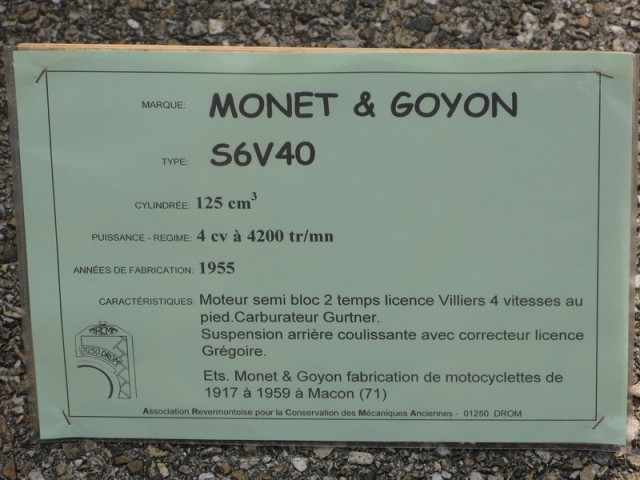 MARQUE: MONET & GOYON
TYPE: S6V40
CYLINDRÉE: 125 cm³
PUISSANCE - REGIME: 4 cv à 4200 tr/mn
ANNÉES DE FABRICATION: 1955
CARACTÉRISTIQUES: Moteur semi bloc 2 temps licence Villiers 4 vitesses au
pied.Carburateur Gurtner.
Suspension arrière coulissante avec correcteur licence
Grégoire.
ARCMA
01250 DROM
Ets. Monet & Goyon fabrication de motocyclettes de
1917 à 1959 à Macon (71)
Association Revermontoise pour la Conservation des Mécaniques Anciennes - 01250 DROM